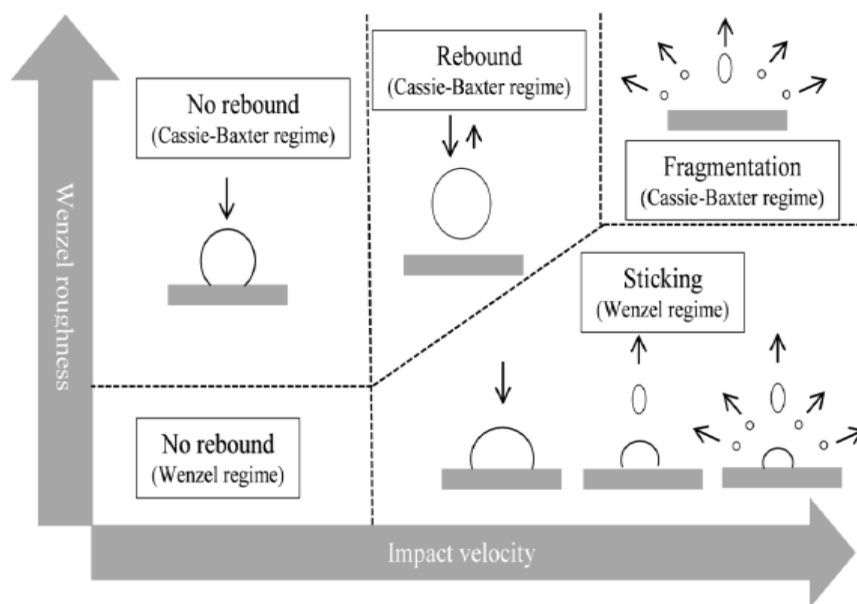 Wenzel roughness
No rebound
(Cassie-Baxter regime)
Rebound
(Cassie-Baxter regime)
Fragmentation
(Cassie-Baxter regime)
Sticking
(Wenzel regime)
No rebound
(Wenzel regime)
Impact velocity